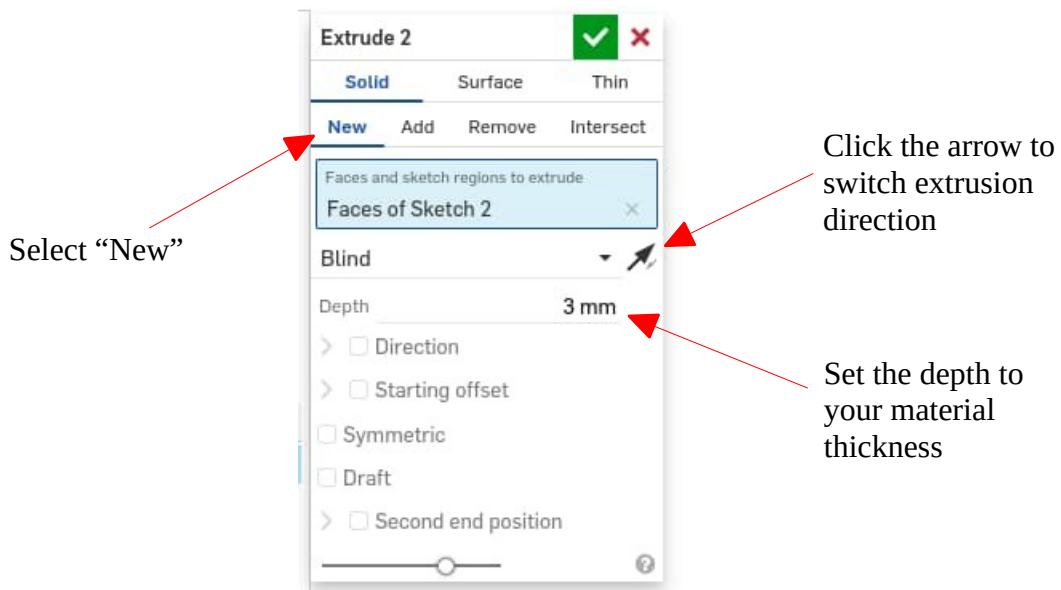 Extrude 2
Solid Surface Thin
New Add Remove Intersect
Faces and sketch regions to extrude
Faces of Sketch 2
Blind
Depth 3 mm
Direction
Starting offset
Symmetric
Draft
Second end position
Select “New”
Click the arrow to
switch extrusion
direction
Set the depth to
your material
thickness